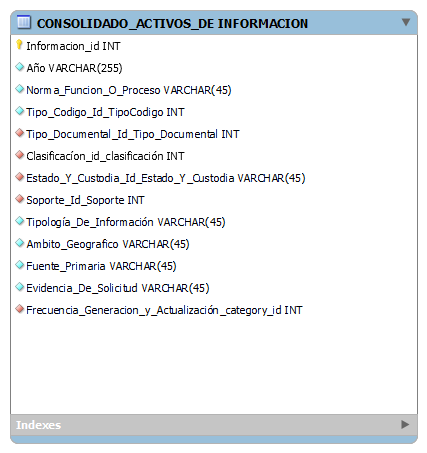 CONSOLIDADO_ACTIVOS_DE INFORMACION
Informacion_id INT
Año VARCHAR(255)
Norma_Funcion_O_Proceso VARCHAR(45)
Tipo_Codigo_Id_TipoCodigo INT
Tipo_Documental_Id_Tipo_Documental INT
Clasificacíon_id_clasificación INT
Estado_Y_Custodia_Id_Estado_Y_Custodia VARCHAR(45)
Soporte_Id_Soporte INT
Tipología_De_Información VARCHAR(45)
Ambito_Geografico VARCHAR(45)
Fuente_Primaria VARCHAR(45)
Evidencia_De_Solicitud VARCHAR(45)
Frecuencia_Generacion_y_Actualización_category_id INT
Indexes